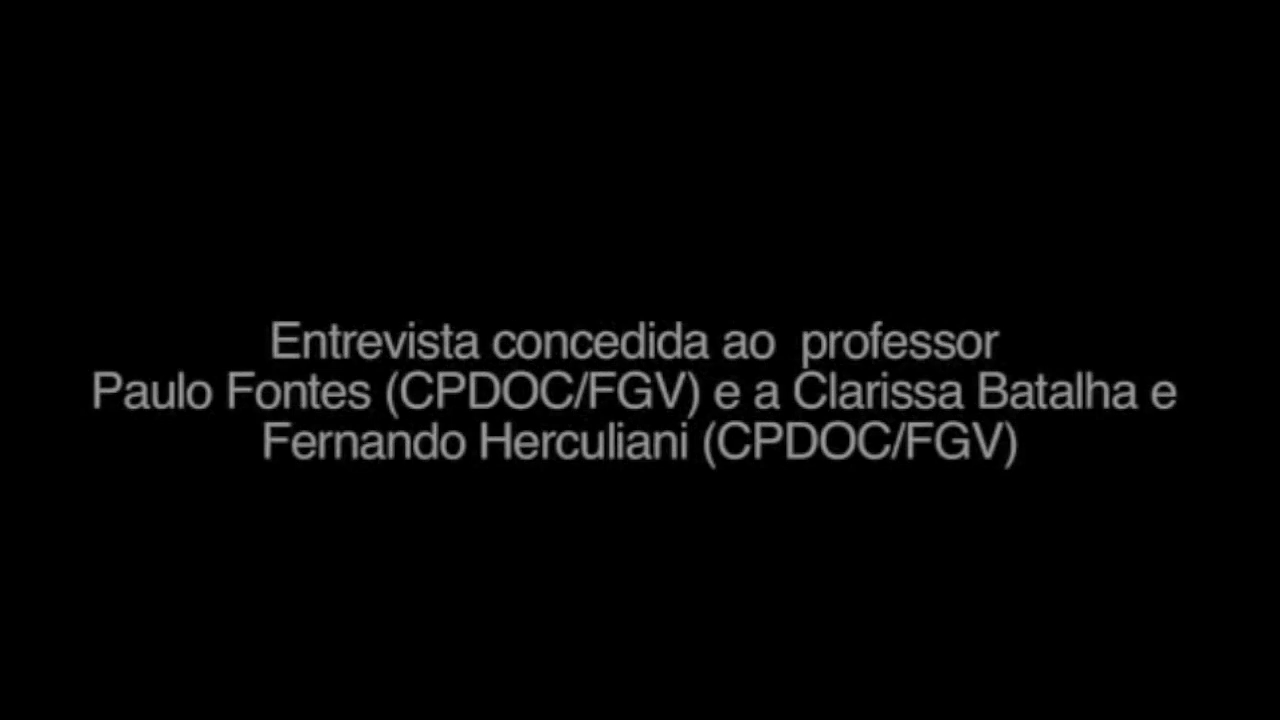 Entrevista concedida ao  professor
Paulo Fontes (CPDOC/FGV) e a Clarissa Batalha e
Fernando Herculiani (CPDOC/FGV)